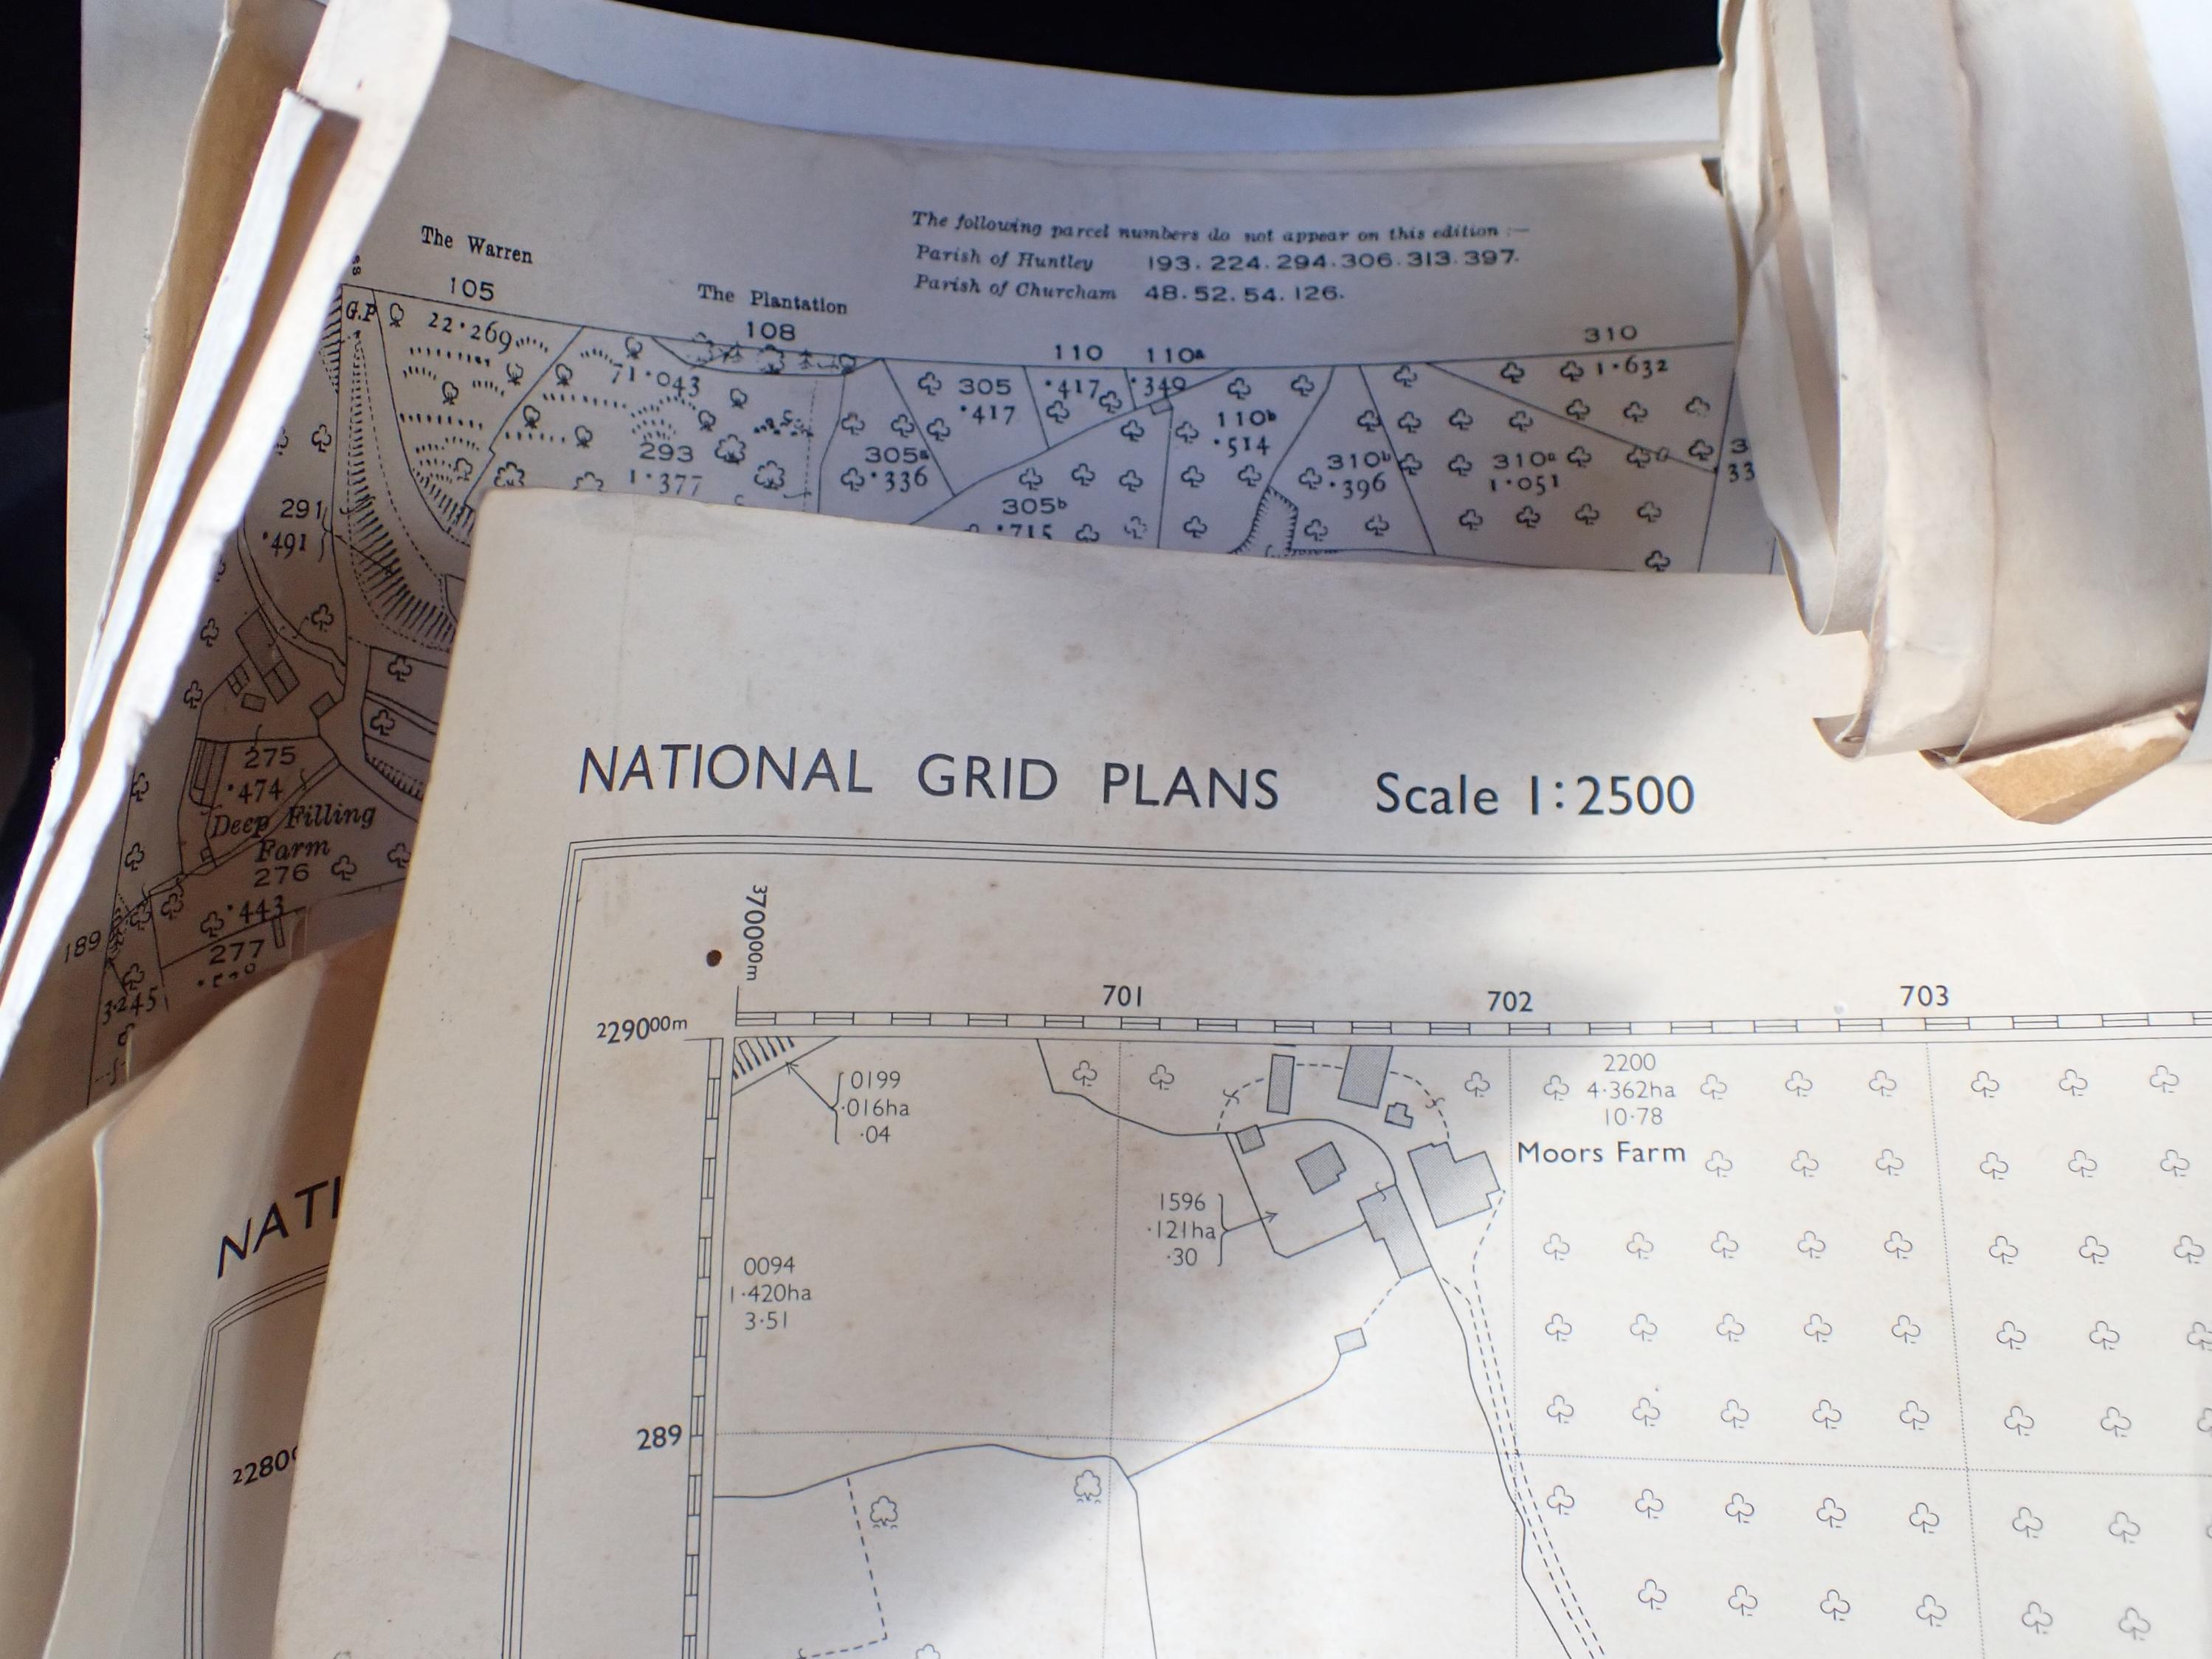 The Warren
105
G.P
22·269
The Plantation
108
71·043
293
1·377
The following parcel numbers do not appear on this edition :—
Parish of Huntley 193. 224. 294. 306. 313. 397.
Parish of Churcham 48. 52. 54. 126.
110 110a
310
305
·417
·417
·349
1·632
110b
·514
305a
·336
310b
·396
310a
1·051
33
305b
·715
291
·491
275
·474
Deep Filling
Farm
276
·443
277
189
3·245
NATIONAL GRID PLANS Scale 1:2500
370000m
701 702 703
229000m
0199
·016ha
·04
2200
4·362ha
10·78
Moors Farm
1596
·121ha
·30
0094
1·420ha
3·51
289
NATI
2280